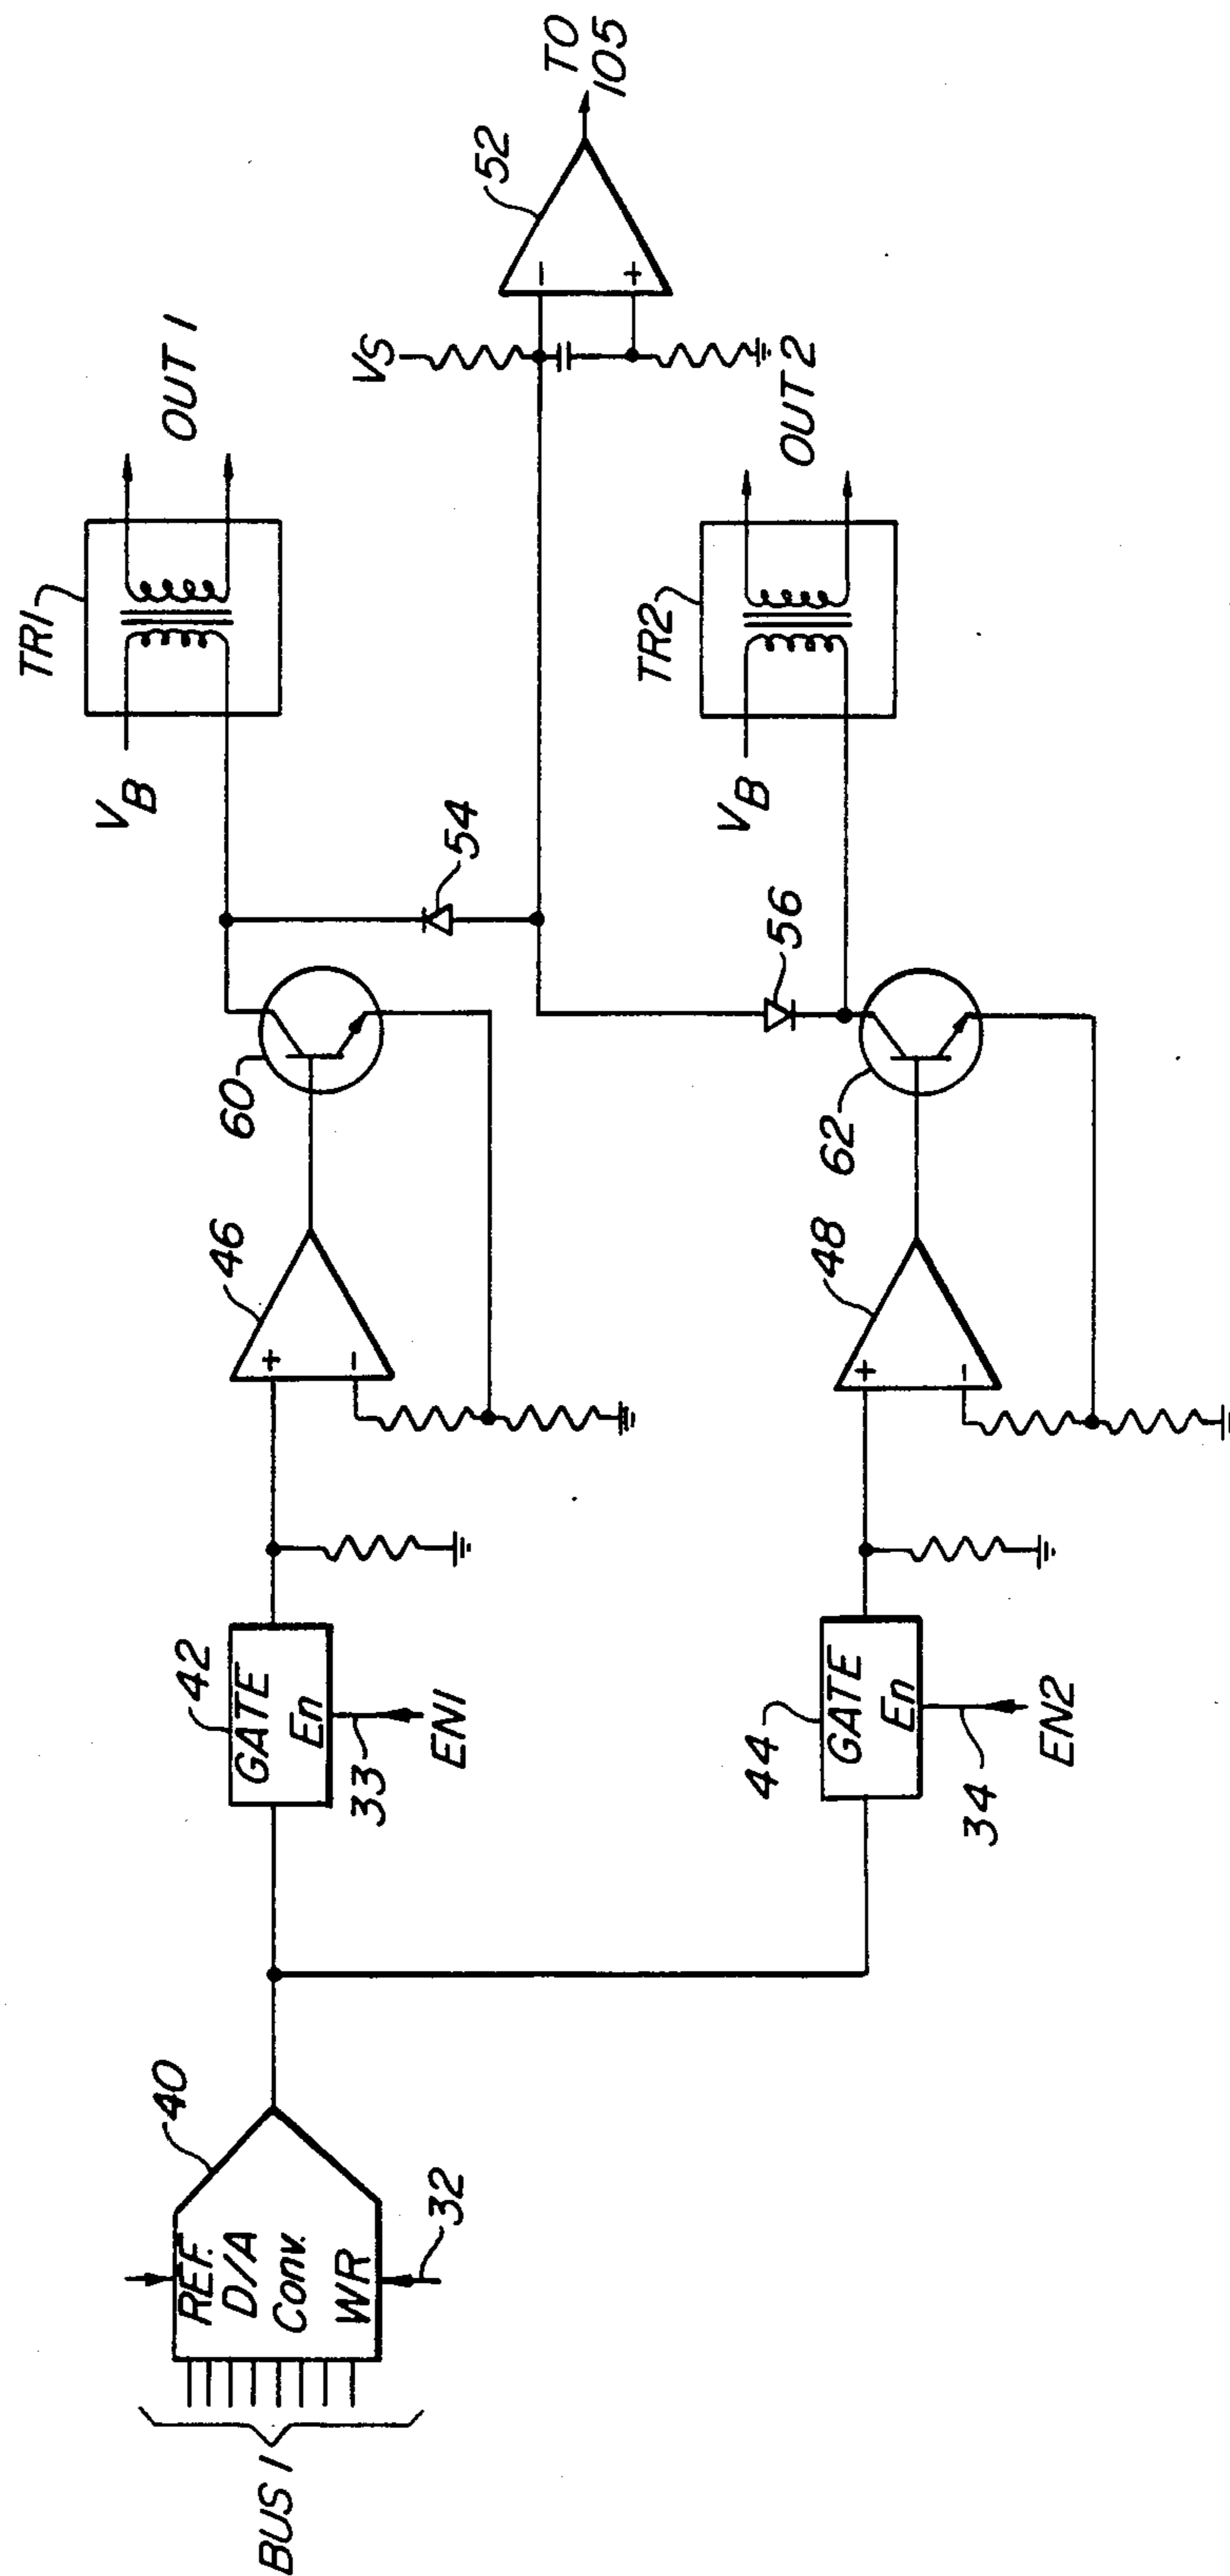 BUS 1
REF.
D/A
Conv.
WR
40
32
42
GATE
En
33
EN1
44
GATE
En
34
EN2
46
+
-
48
+
-
60
62
54
56
TR1
VB
OUT 1
TR2
VB
OUT 2
VS
52
-
+
TO
105